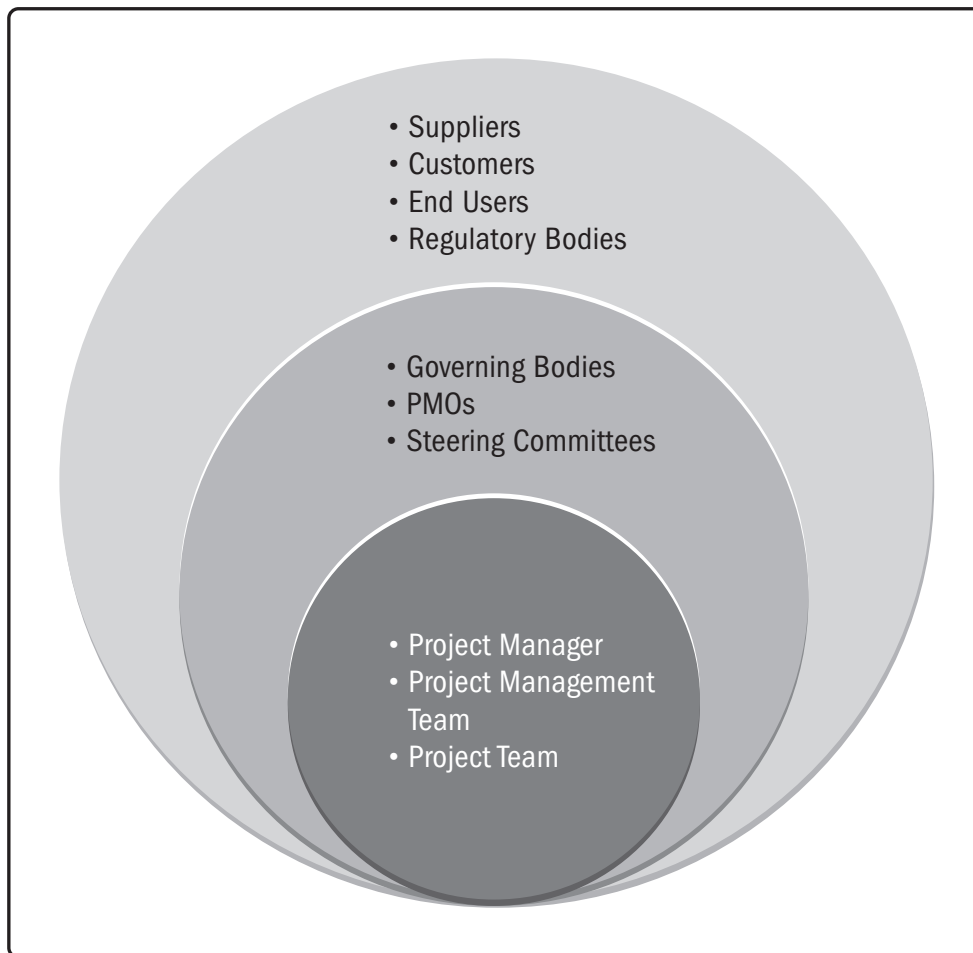 • Suppliers
• Customers
• End Users
• Regulatory Bodies
• Governing Bodies
• PMOs
• Steering Committees
• Project Manager
• Project Management
Team
• Project Team